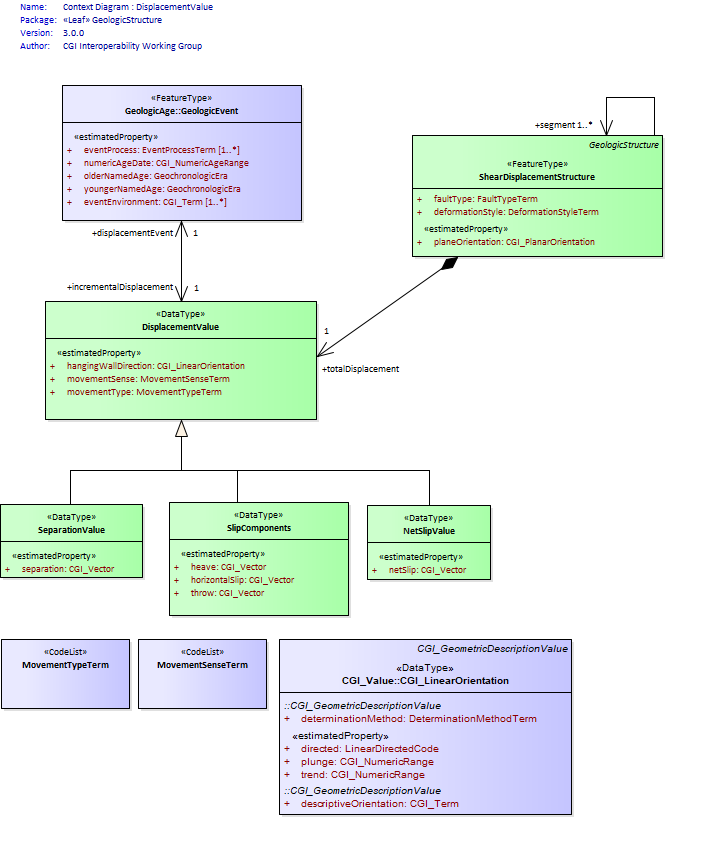 Name: Context Diagram : DisplacementValue
Package: «Leaf» GeologicStructure
Version: 3.0.0
Author: CGI Interoperability Working Group
«FeatureType»
GeologicAge::GeologicEvent
«estimatedProperty»
+ eventProcess: EventProcessTerm [1..*]
+ numericAgeDate: CGI_NumericAgeRange
+ olderNamedAge: GeochronologicEra
+ youngerNamedAge: GeochronologicEra
+ eventEnvironment: CGI_Term [1..*]
+segment 1..*
GeologicStructure
«FeatureType»
ShearDisplacementStructure
+ faultType: FaultTypeTerm
+ deformationStyle: DeformationStyleTerm
«estimatedProperty»
+ planeOrientation: CGI_PlanarOrientation
+displacementEvent 1
+incrementalDisplacement 1
«DataType»
DisplacementValue
«estimatedProperty»
+ hangingWallDirection: CGI_LinearOrientation
+ movementSense: MovementSenseTerm
+ movementType: MovementTypeTerm
1
+totalDisplacement
«DataType»
SeparationValue
«estimatedProperty»
+ separation: CGI_Vector
«DataType»
SlipComponents
«estimatedProperty»
+ heave: CGI_Vector
+ horizontalSlip: CGI_Vector
+ throw: CGI_Vector
«DataType»
NetSlipValue
«estimatedProperty»
+ netSlip: CGI_Vector
«CodeList»
MovementTypeTerm
«CodeList»
MovementSenseTerm
CGI_GeometricDescriptionValue
«DataType»
CGI_Value::CGI_LinearOrientation
::CGI_GeometricDescriptionValue
+ determinationMethod: DeterminationMethodTerm
«estimatedProperty»
+ directed: LinearDirectedCode
+ plunge: CGI_NumericRange
+ trend: CGI_NumericRange
::CGI_GeometricDescriptionValue
+ descriptiveOrientation: CGI_Term